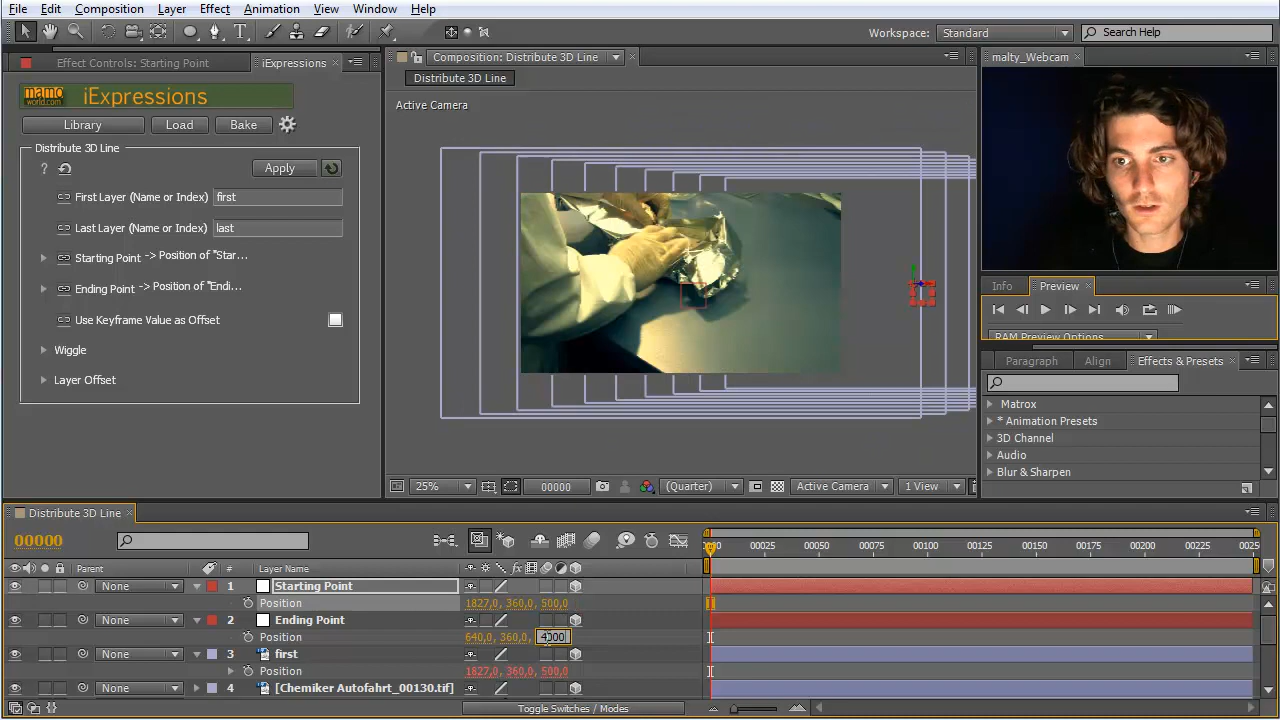 File Edit Composition Layer Effect Animation View Window Help
Workspace: Standard Search Help
Effect Controls: Starting Point iExpressions
Composition: Distribute 3D Line
malty_Webcam
Distribute 3D Line
mamo world.com iExpressions
Active Camera
Library Load Bake
Distribute 3D Line
? Apply
First Layer (Name or Index) first
Last Layer (Name or Index) last
Starting Point -> Position of "Star...
Ending Point -> Position of "Endi...
Use Keyframe Value as Offset
Wiggle
Layer Offset
Info Preview
RAM Preview Options
Paragraph Align Effects & Presets
Matrox
* Animation Presets
3D Channel
Audio
Blur & Sharpen
25% 00000 (Quarter) Active Camera 1 View
Distribute 3D Line
00000
00025 00050 00075 00100 00125 00150 00175 00200 00225
Parent # Layer Name
None 1 Starting Point
Position 1827,0, 360,0, 500,0
None 2 Ending Point
Position 640,0, 360,0, 4000
None 3 first
Position 1827,0, 360,0, 500,0
None 4 [Chemiker Autofahrt_00130.tif]
Toggle Switches / Modes